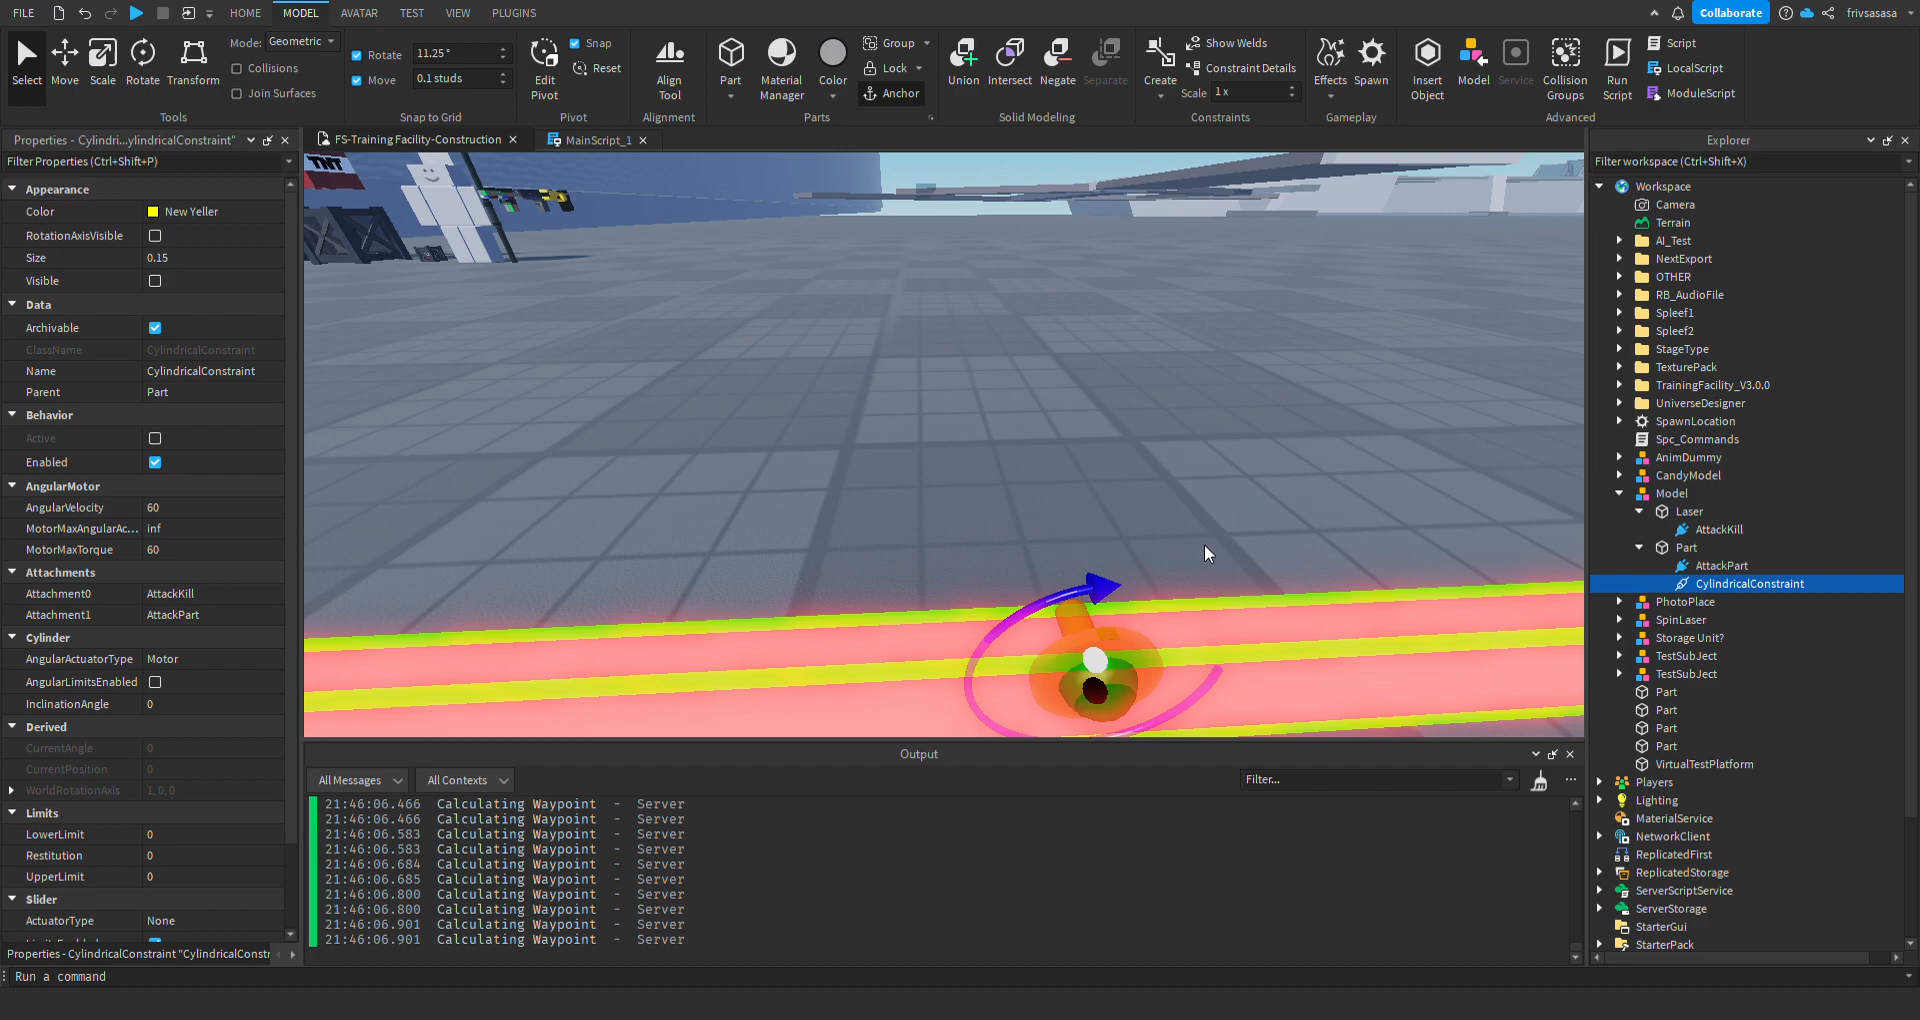 FILE
HOME
MODEL
AVATAR
TEST
VIEW
PLUGINS
Collaborate
frivsasasa
Select
Move
Scale
Rotate
Transform
Mode: Geometric
Collisions
Join Surfaces
Tools
Rotate 11.25 °
Move 0.1 studs
Snap to Grid
Edit
Pivot
Snap
Reset
Pivot
Align
Tool
Alignment
Part
Material
Manager
Color
Group
Lock
Anchor
Parts
Union
Intersect
Negate
Separate
Solid Modeling
Create
Show Welds
Constraint Details
Scale 1 x
Constraints
Effects
Spawn
Gameplay
Insert
Object
Model
Service
Collision
Groups
Run
Script
Script
LocalScript
ModuleScript
Advanced
Properties - Cylindri...ylindricalConstraint"
Filter Properties (Ctrl+Shift+P)
Appearance
Color New Yeller
RotationAxisVisible
Size 0.15
Visible
Data
Archivable
ClassName CylindricalConstraint
Name CylindricalConstraint
Parent Part
Behavior
Active
Enabled
AngularMotor
AngularVelocity 60
MotorMaxAngularAc... inf
MotorMaxTorque 60
Attachments
Attachment0 AttackKill
Attachment1 AttackPart
Cylinder
AngularActuatorType Motor
AngularLimitsEnabled
InclinationAngle 0
Derived
CurrentAngle 0
CurrentPosition 0
WorldRotationAxis 1, 0, 0
Limits
LowerLimit 0
Restitution 0
UpperLimit 0
Slider
ActuatorType None
Properties - CylindricalConstraint "CylindricalConstr
FS-Training Facility-Construction
MainScript_1
TNT
Output
All Messages
All Contexts
Filter...
21:46:06.466 Calculating Waypoint - Server
21:46:06.466 Calculating Waypoint - Server
21:46:06.583 Calculating Waypoint - Server
21:46:06.583 Calculating Waypoint - Server
21:46:06.684 Calculating Waypoint - Server
21:46:06.685 Calculating Waypoint - Server
21:46:06.800 Calculating Waypoint - Server
21:46:06.800 Calculating Waypoint - Server
21:46:06.901 Calculating Waypoint - Server
21:46:06.901 Calculating Waypoint - Server
Explorer
Filter workspace (Ctrl+Shift+X)
Workspace
Camera
Terrain
AI_Test
NextExport
OTHER
RB_AudioFile
Spleef1
Spleef2
StageType
TexturePack
TrainingFacility_V3.0.0
UniverseDesigner
SpawnLocation
Spc_Commands
AnimDummy
CandyModel
Model
Laser
AttackKill
Part
AttackPart
CylindricalConstraint
PhotoPlace
SpinLaser
Storage Unit?
TestSubJect
TestSubJect
Part
Part
Part
Part
VirtualTestPlatform
Players
Lighting
MaterialService
NetworkClient
ReplicatedFirst
ReplicatedStorage
ServerScriptService
ServerStorage
StarterGui
StarterPack
Run a command